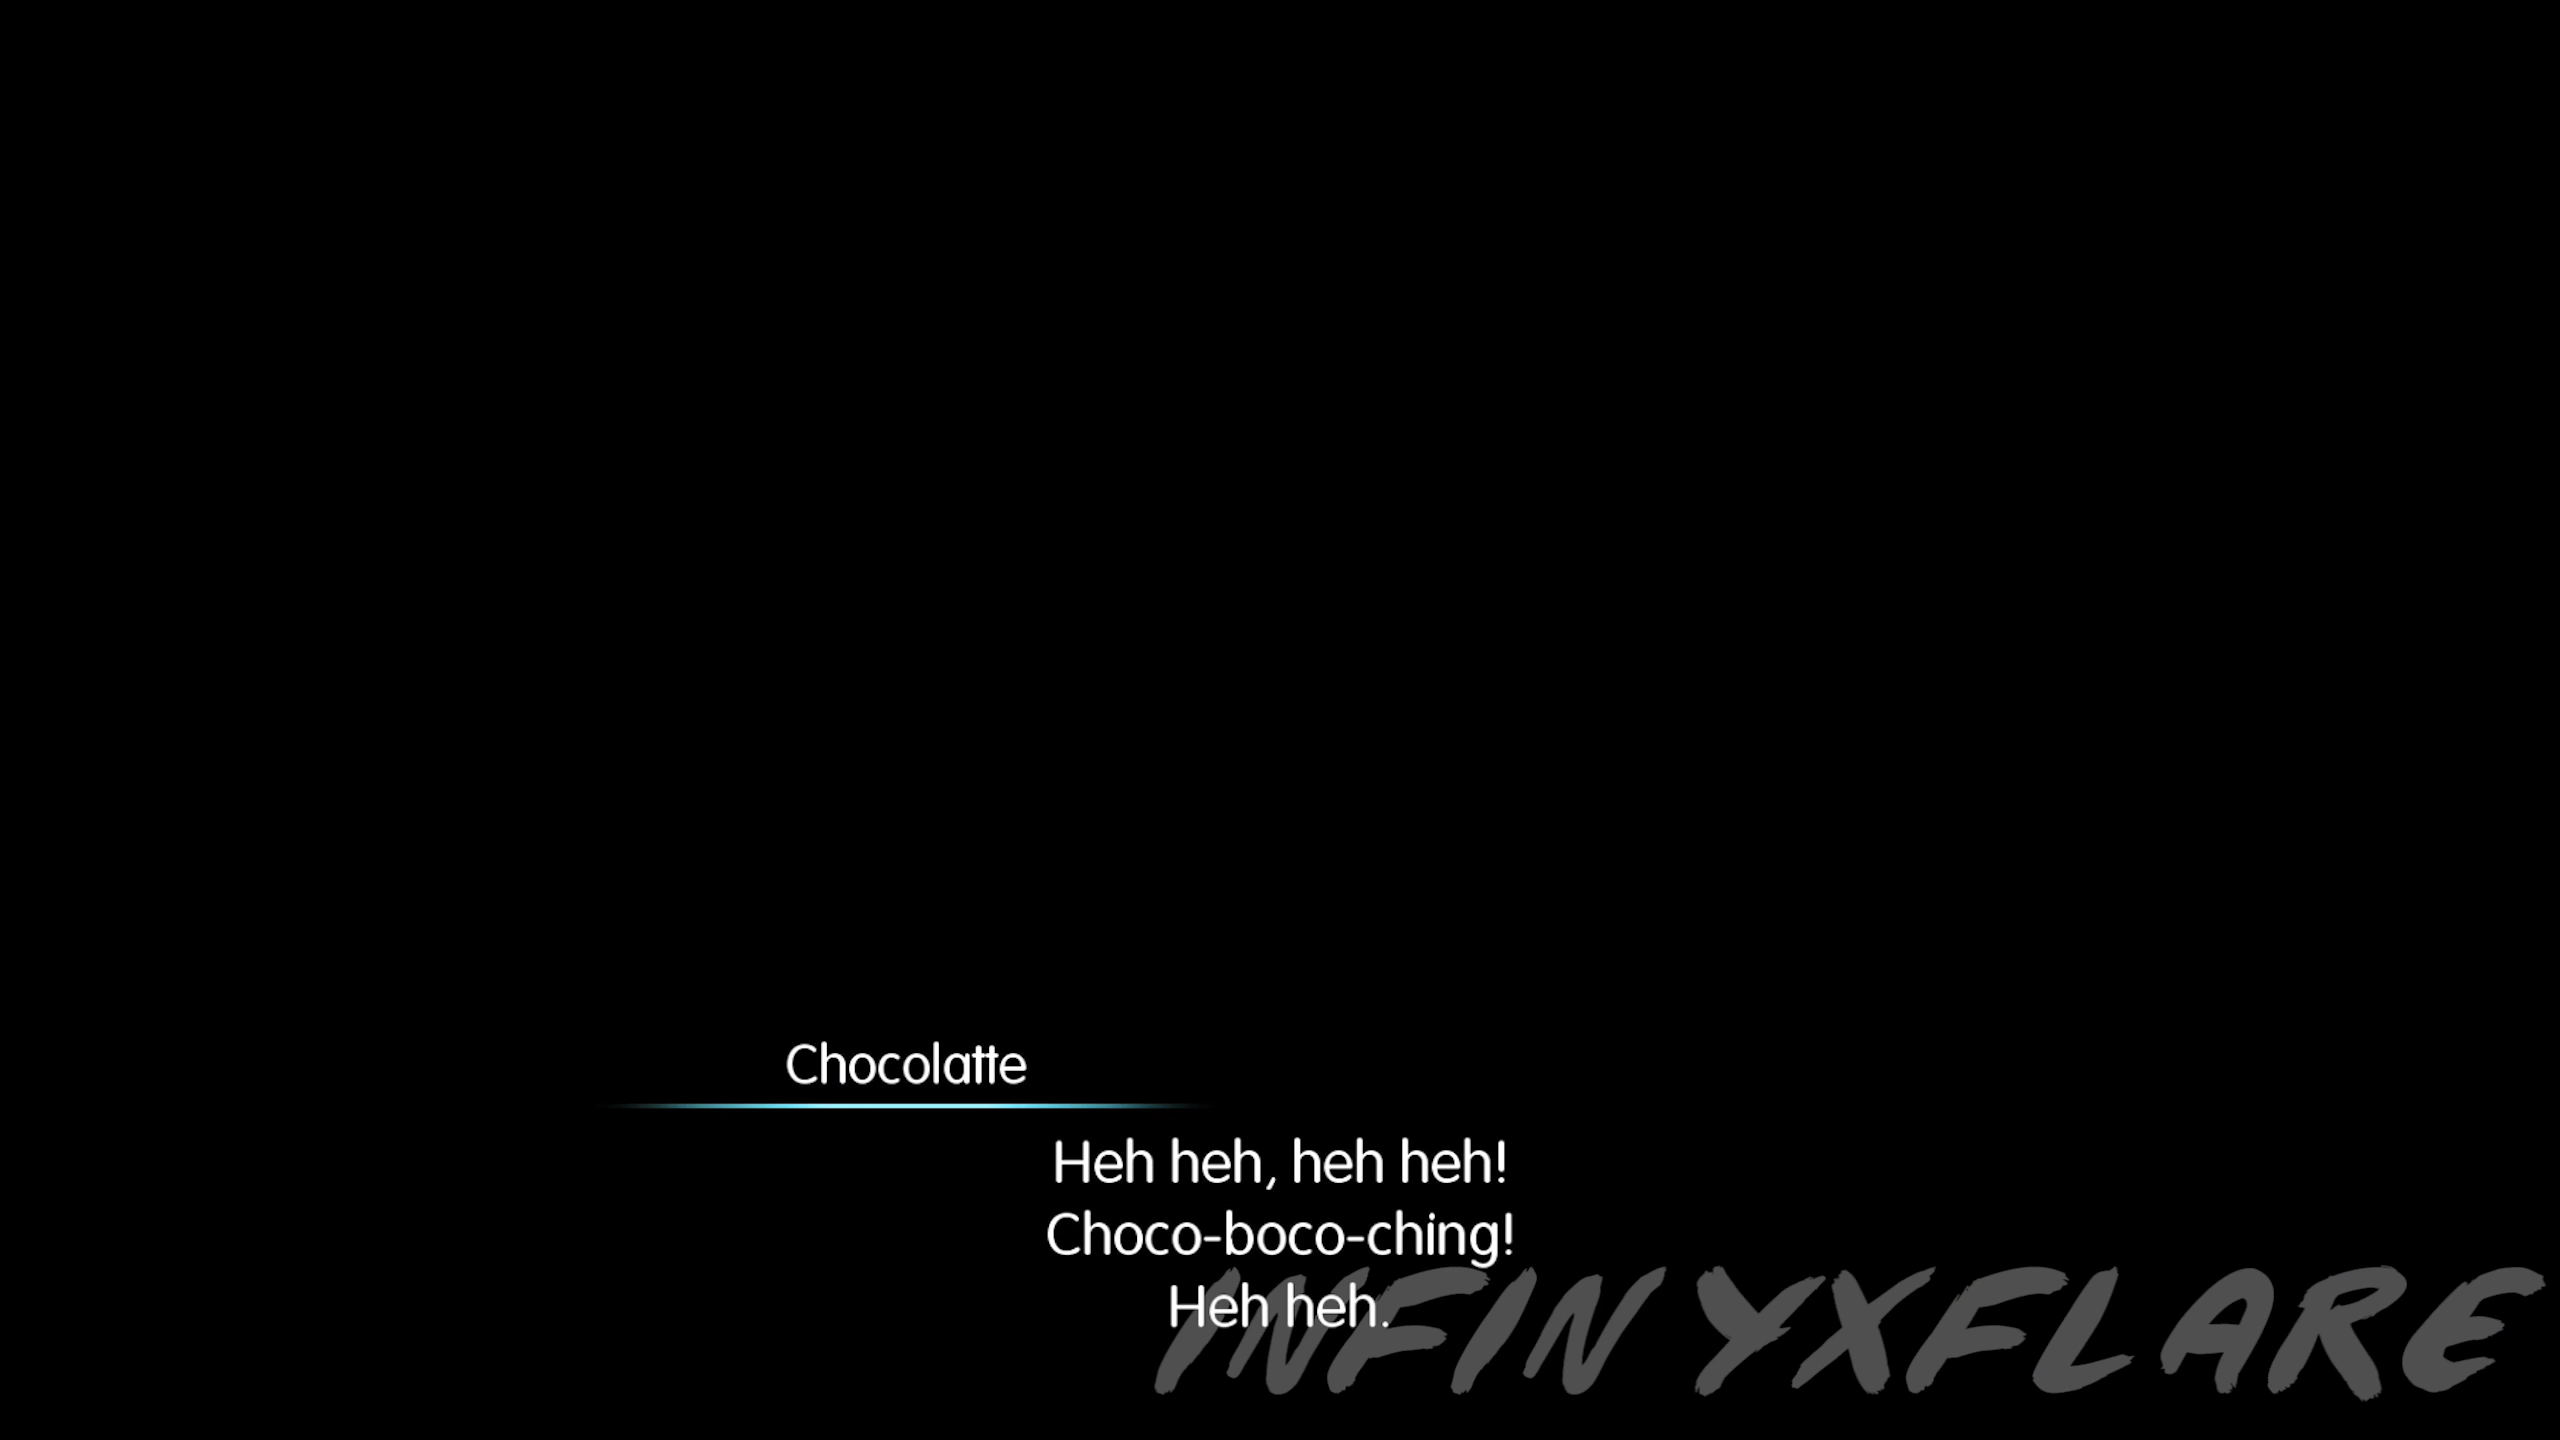 Chocolatte
Heh heh, heh heh!
Choco-boco-ching!
Heh heh.
INFINYXFLARE